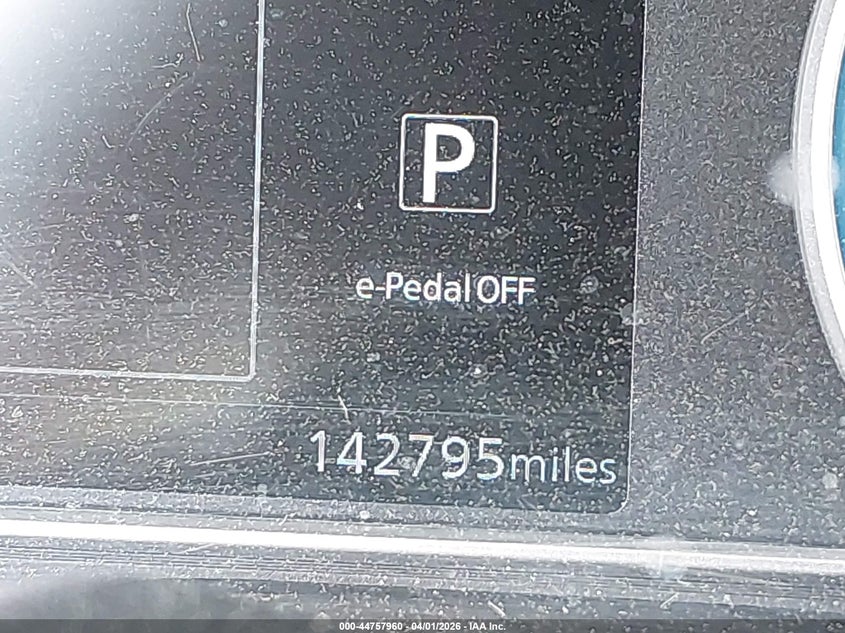 P
e-Pedal OFF
142795miles
000-44757960 - 04/01/2026 - IAA Inc.